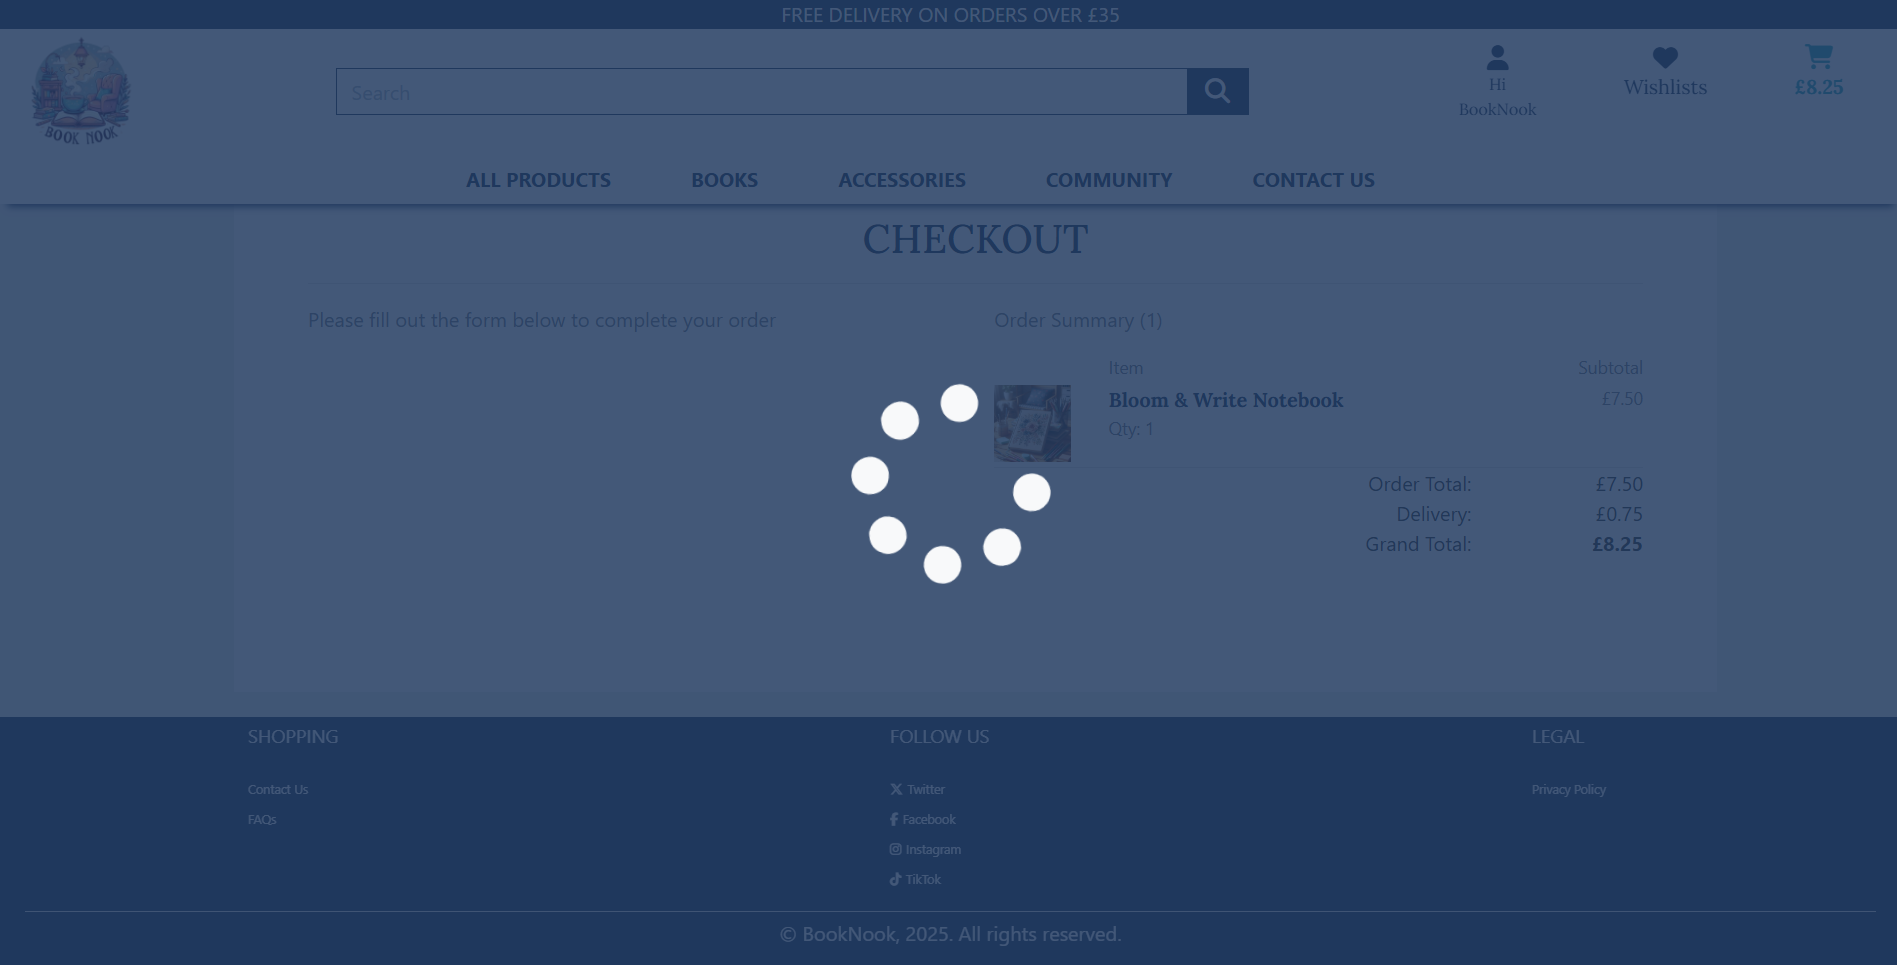 FREE DELIVERY ON ORDERS OVER £35
BOOK NOOK
Search
Hi
BookNook
Wishlists
£8.25
ALL PRODUCTS
BOOKS
ACCESSORIES
COMMUNITY
CONTACT US
CHECKOUT
Please fill out the form below to complete your order
Order Summary (1)
Item
Subtotal
Bloom & Write Notebook
£7.50
Qty: 1
Order Total: £7.50
Delivery: £0.75
Grand Total: £8.25
SHOPPING
Contact Us
FAQs
FOLLOW US
Twitter
Facebook
Instagram
TikTok
LEGAL
Privacy Policy
© BookNook, 2025. All rights reserved.